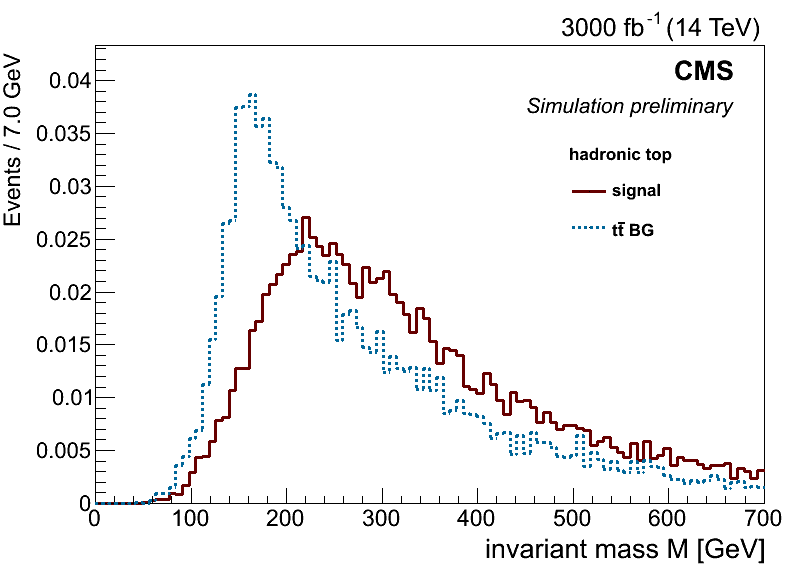 3000 fb⁻¹ (14 TeV)
Events / 7.0 GeV
CMS
Simulation preliminary
hadronic top
signal
tt̄ BG
0.04
0.035
0.03
0.025
0.02
0.015
0.01
0.005
0
0 100 200 300 400 500 600 700
invariant mass M [GeV]